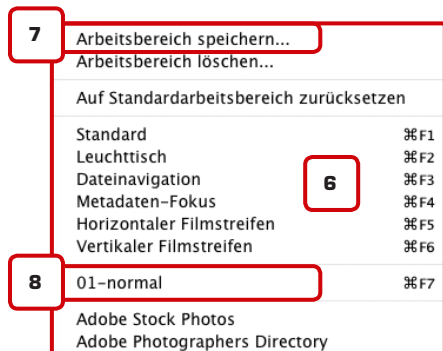 7
Arbeitsbereich speichern...
Arbeitsbereich löschen...
Auf Standardarbeitsbereich zurücksetzen
Standard ⌘F1
Leuchttisch ⌘F2
Dateinavigation ⌘F3
6
Metadaten-Fokus ⌘F4
Horizontaler Filmstreifen ⌘F5
Vertikaler Filmstreifen ⌘F6
8
01-normal ⌘F7
Adobe Stock Photos
Adobe Photographers Directory